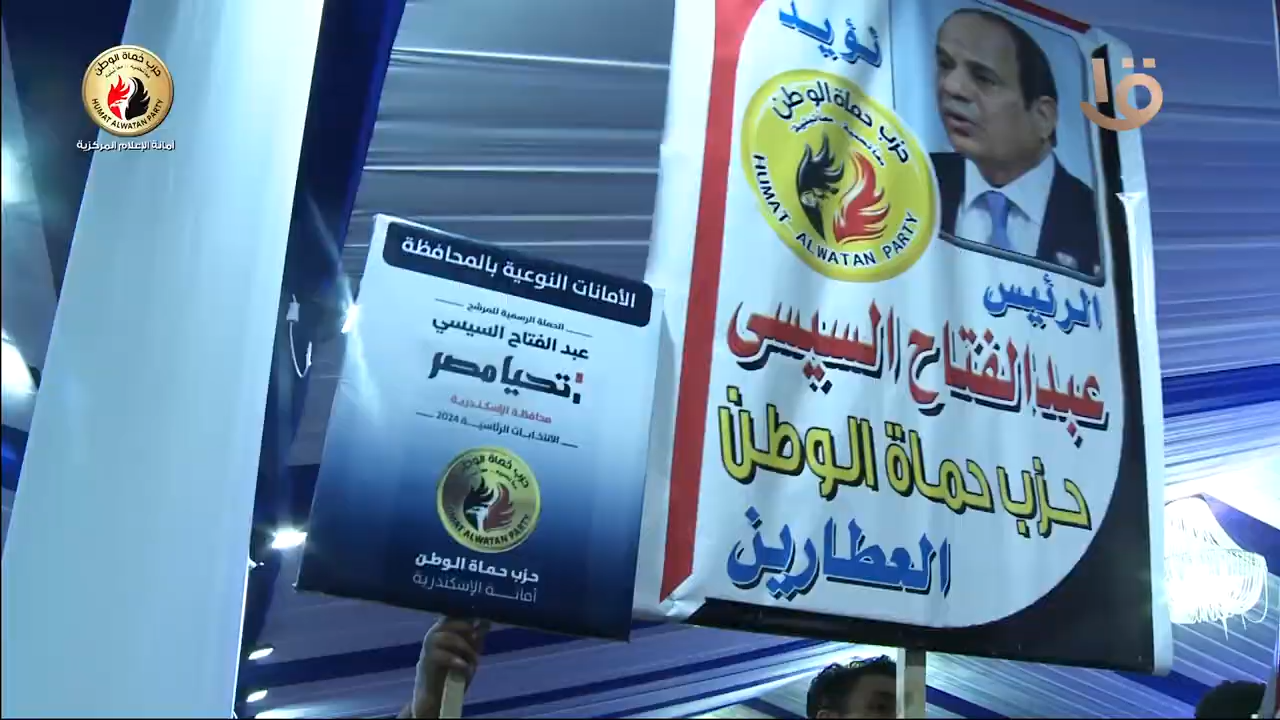 حزب حماة الوطن
HUMAT ALWATAN PARTY
أمانة الإعلام المركزية
الأمانات النوعية بالمحافظة
الحملة الرسمية للمرشح
عبد الفتاح السيسي
تحيا مصر
محافظة الإسكندرية
الانتخابات الرئاسية 2024
حزب حماة الوطن
HUMAT ALWATAN PARTY
حزب حماة الوطن
أمانة الإسكندرية
نؤيد
حزب حماة الوطن
HUMAT ALWATAN PARTY
الرئيس
عبدالفتاح السيسى
حزب حماة الوطن
العطارين